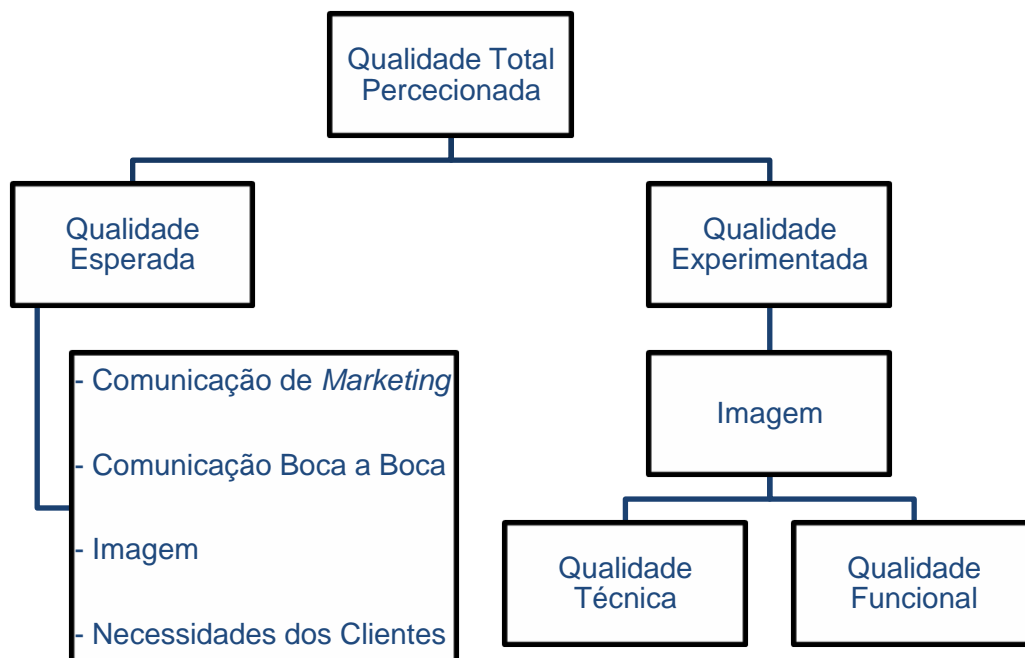 Qualidade Total
Percecionada
Qualidade
Esperada
Qualidade
Experimentada
- Comunicação de Marketing
- Comunicação Boca a Boca
- Imagem
- Necessidades dos Clientes
Imagem
Qualidade
Técnica
Qualidade
Funcional